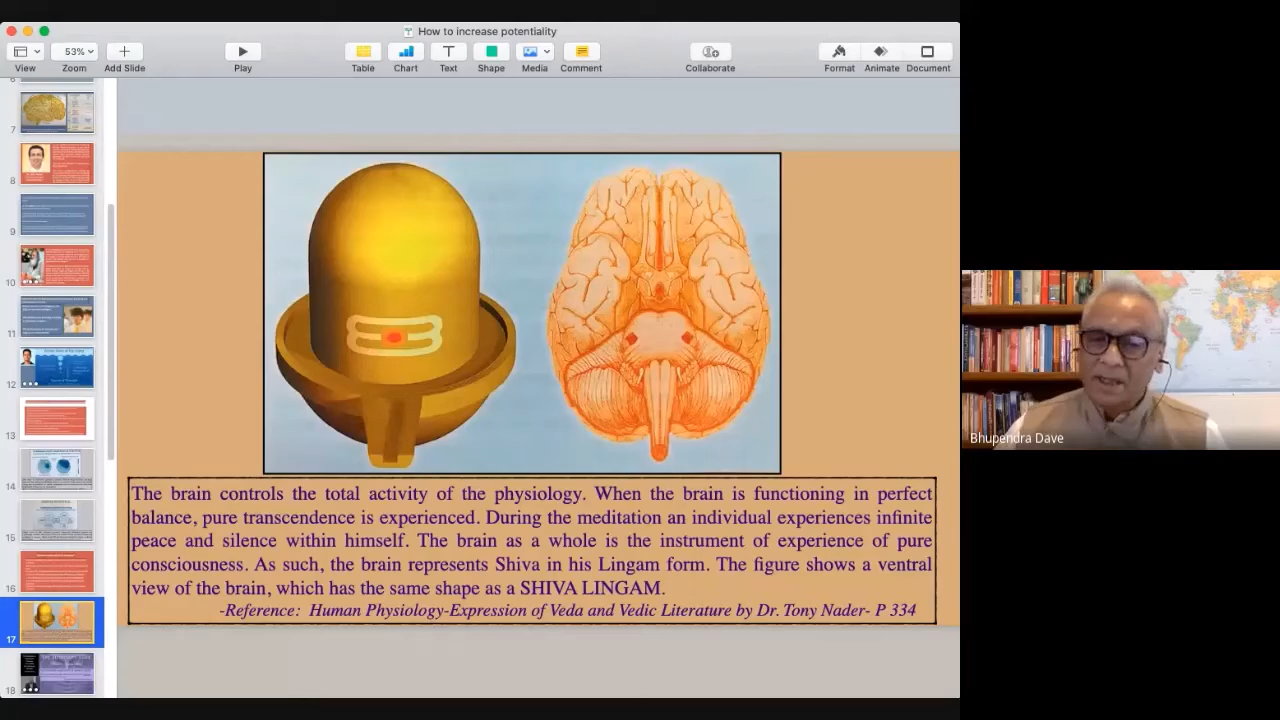 How to increase potentiality
53%
View
Zoom
Add Slide
Play
Table
Chart
Text
Shape
Media
Comment
Collaborate
Format
Animate
Document
7
8
9
10
11
12
13
14
15
16
17
18
The brain controls the total activity of the physiology. When the brain is functioning in perfect
balance, pure transcendence is experienced. During the meditation an individual experiences infinite
peace and silence within himself. The brain as a whole is the instrument of experience of pure
consciousness. As such, the brain represents Shiva in his Lingam form. The figure shows a ventral
view of the brain, which has the same shape as a SHIVA LINGAM.
-Reference: Human Physiology-Expression of Veda and Vedic Literature by Dr. Tony Nader- P 334
Bhupendra Dave